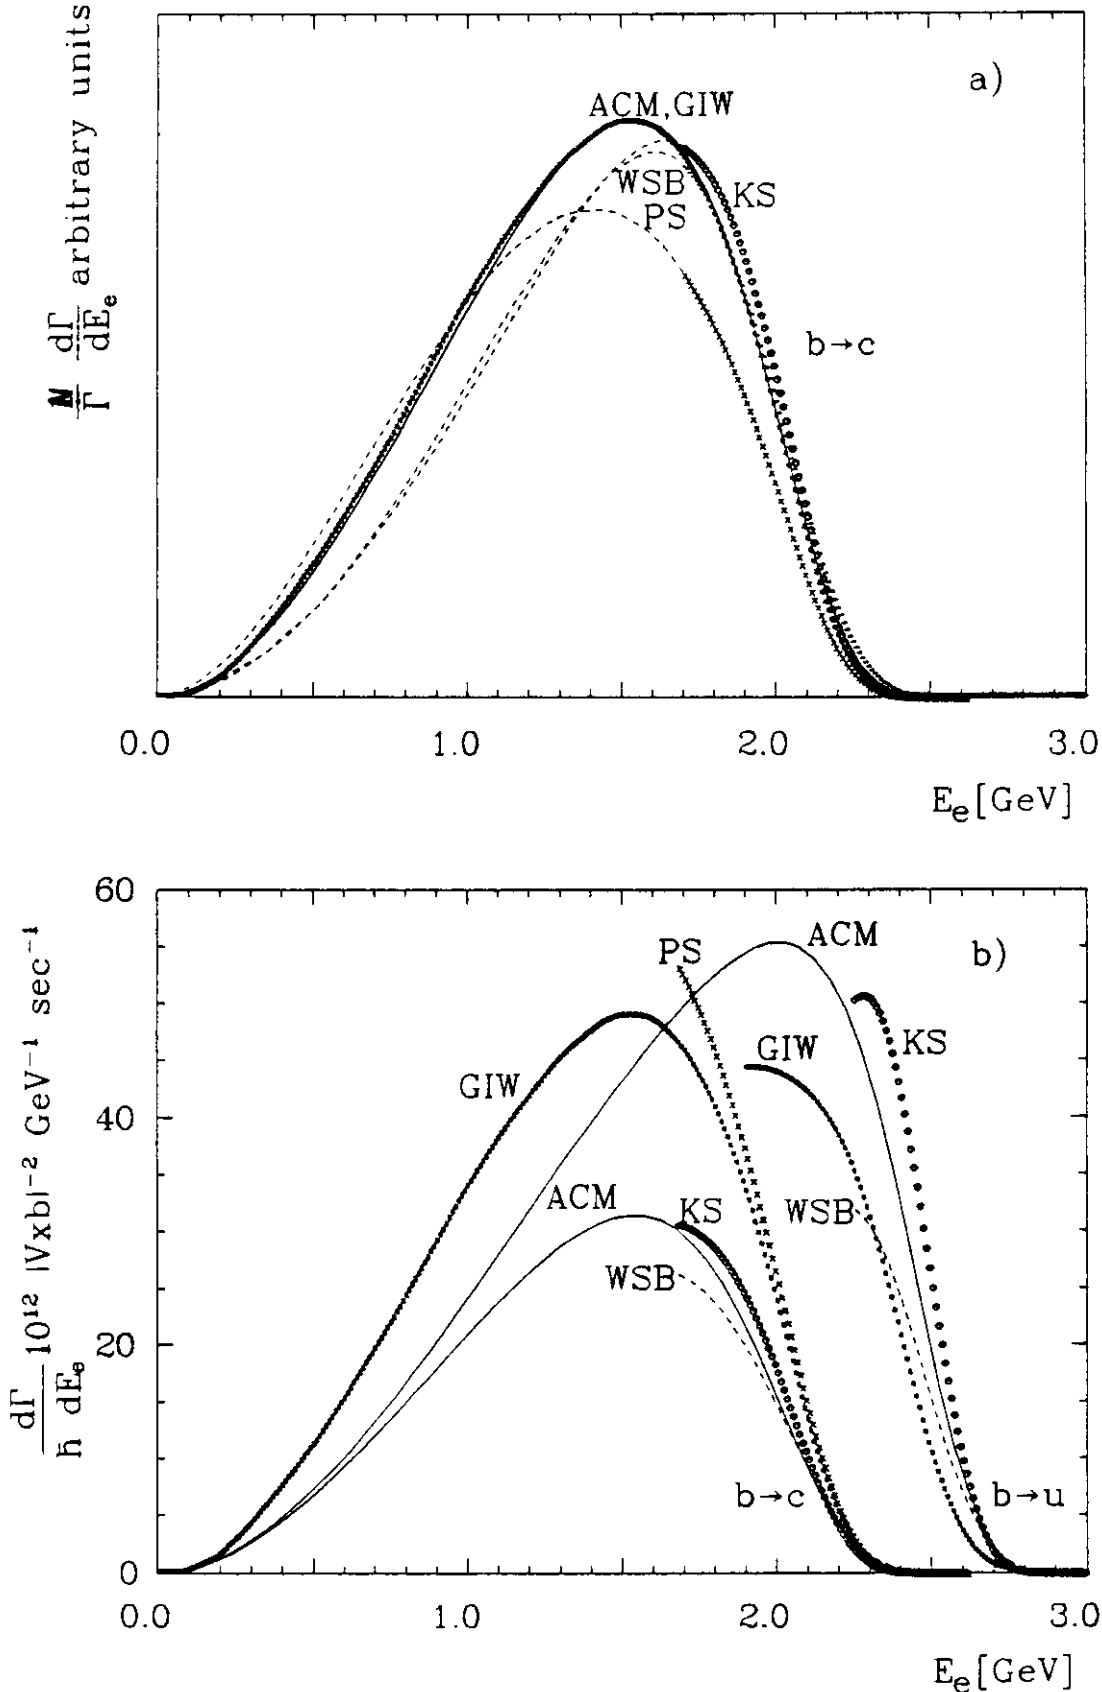 a)
ACM,GIW
WSB
KS
PS
b→c
N/Γ dΓ/dE_e arbitrary units
0.0 1.0 2.0 3.0
E_e[GeV]
60
ACM
PS
b)
KS
GIW
GIW
40
ACM
KS
WSB
WSB
20
b→c
b→u
0
dΓ/ħ dE_e 10¹² |Vxb|⁻² GeV⁻¹ sec⁻¹
0.0 1.0 2.0 3.0
E_e[GeV]